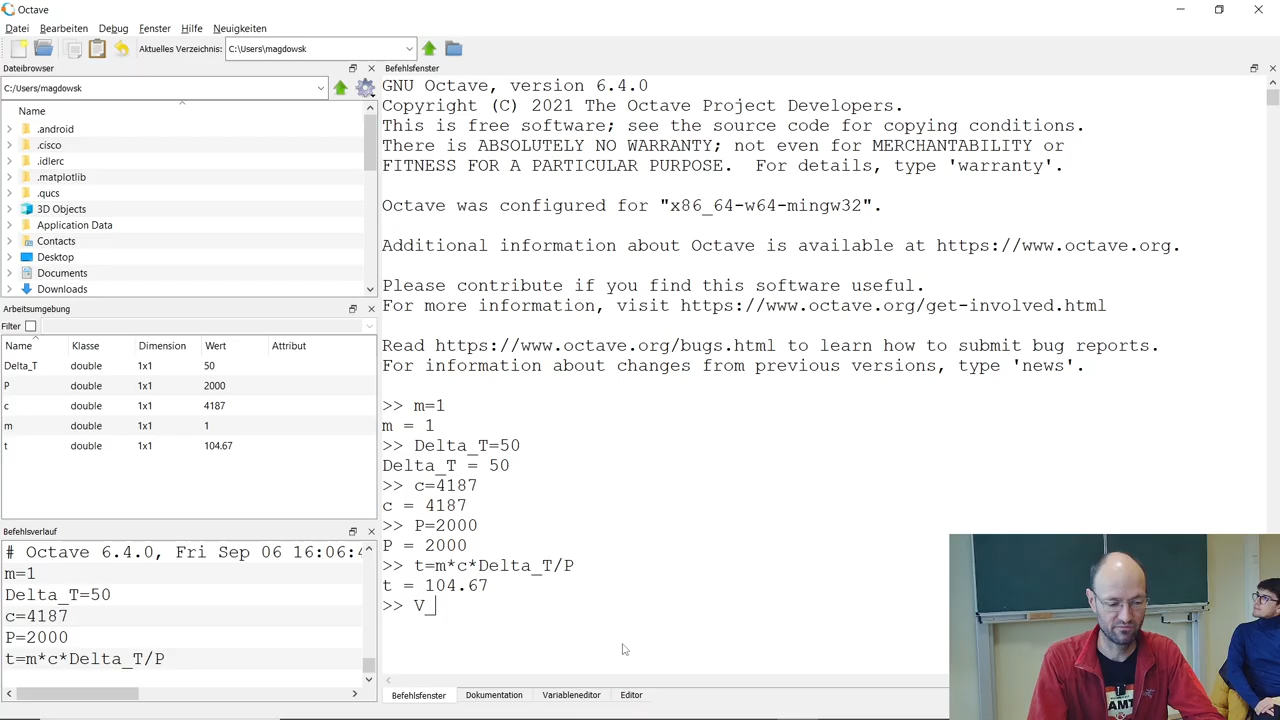 Octave
Datei Bearbeiten Debug Fenster Hilfe Neuigkeiten
Aktuelles Verzeichnis: C:\Users\magdowsk
Dateibrowser
C:/Users/magdowsk
Name
.android
.cisco
.idlerc
.matplotlib
.qucs
3D Objects
Application Data
Contacts
Desktop
Documents
Downloads
Arbeitsumgebung
Filter
Name Klasse Dimension Wert Attribut
Delta_T double 1x1 50
P double 1x1 2000
c double 1x1 4187
m double 1x1 1
t double 1x1 104.67
Befehlsverlauf
# Octave 6.4.0, Fri Sep 06 16:06:4
m=1
Delta_T=50
c=4187
P=2000
t=m*c*Delta_T/P
Befehlsfenster
GNU Octave, version 6.4.0
Copyright (C) 2021 The Octave Project Developers.
This is free software; see the source code for copying conditions.
There is ABSOLUTELY NO WARRANTY; not even for MERCHANTABILITY or
FITNESS FOR A PARTICULAR PURPOSE.  For details, type 'warranty'.
Octave was configured for "x86_64-w64-mingw32".
Additional information about Octave is available at https://www.octave.org.
Please contribute if you find this software useful.
For more information, visit https://www.octave.org/get-involved.html
Read https://www.octave.org/bugs.html to learn how to submit bug reports.
For information about changes from previous versions, type 'news'.
>> m=1
m = 1
>> Delta_T=50
Delta_T = 50
>> c=4187
c = 4187
>> P=2000
P = 2000
>> t=m*c*Delta_T/P
t = 104.67
>> V_
Befehlsfenster Dokumentation Variableneditor Editor
AMT